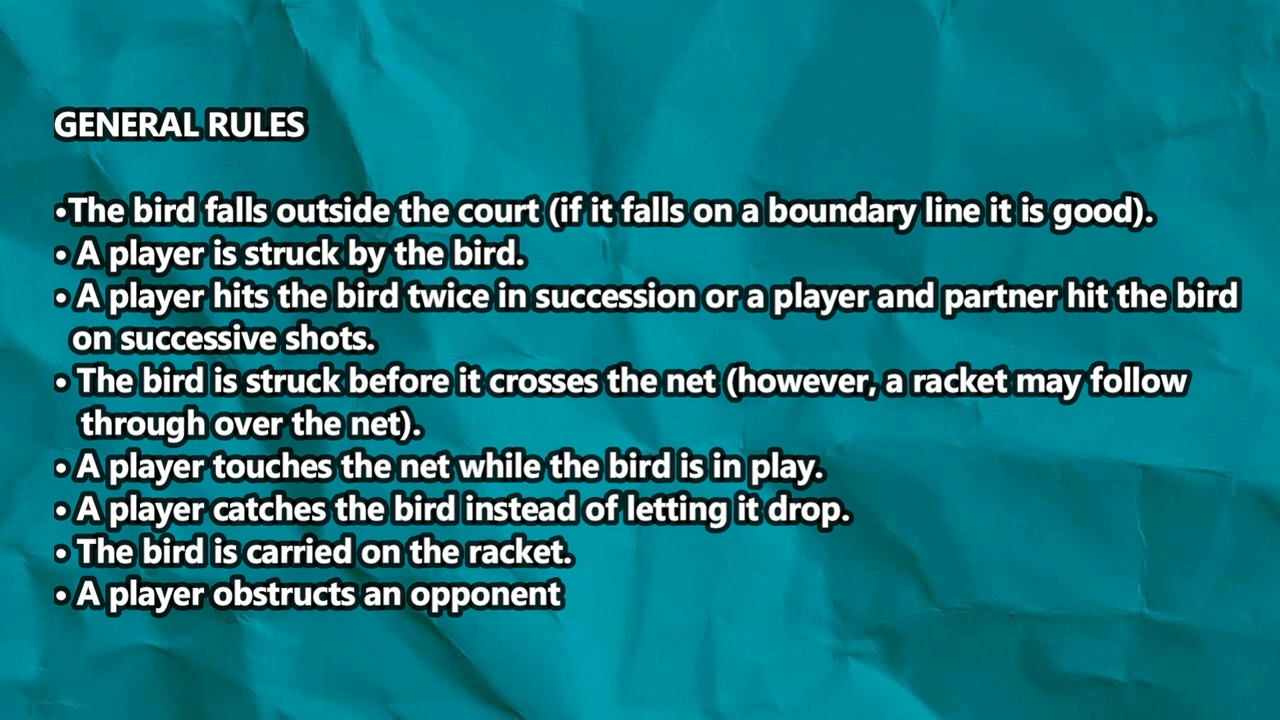 GENERAL RULES
•The bird falls outside the court (if it falls on a boundary line it is good).
• A player is struck by the bird.
• A player hits the bird twice in succession or a player and partner hit the bird
on successive shots.
• The bird is struck before it crosses the net (however, a racket may follow
through over the net).
• A player touches the net while the bird is in play.
• A player catches the bird instead of letting it drop.
• The bird is carried on the racket.
• A player obstructs an opponent